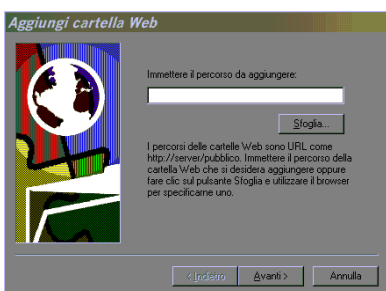 Aggiungi cartella Web
Immettere il percorso da aggiungere:
Sfoglia...
I percorsi delle cartelle Web sono URL come
http://server/pubblico. Immettere il percorso della
cartella Web che si desidera aggiungere oppure
fare clic sul pulsante Sfoglia e utilizzare il browser
per specificarne uno.
< Indietro Avanti > Annulla